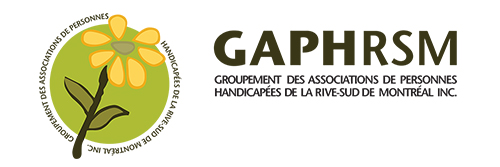 GROUPEMENT DES ASSOCIATIONS DE PERSONNES
HANDICAPÉES DE LA RIVE-SUD DE MONTRÉAL INC.
GAPHRSM
GROUPEMENT DES ASSOCIATIONS DE PERSONNES
HANDICAPÉES DE LA RIVE-SUD DE MONTRÉAL INC.